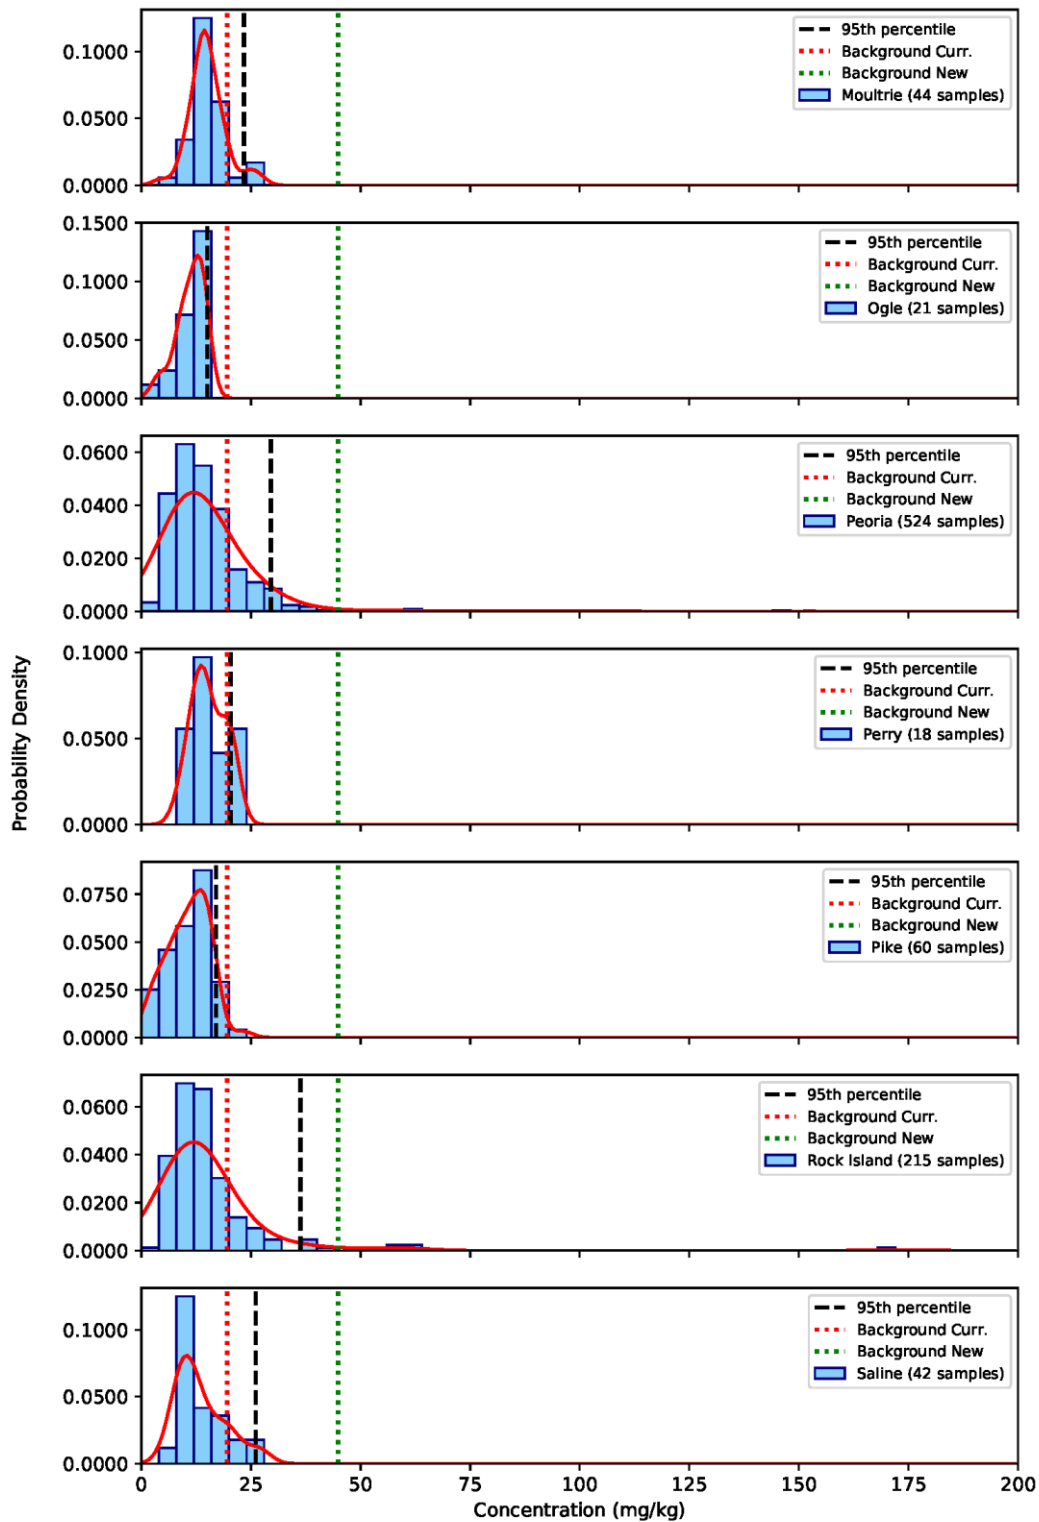 95th percentile
Background Curr.
Background New
Moultrie (44 samples)
0.1000
0.0500
0.0000
95th percentile
Background Curr.
Background New
Ogle (21 samples)
0.1500
0.1000
0.0500
0.0000
95th percentile
Background Curr.
Background New
Peoria (524 samples)
0.0600
0.0400
0.0200
0.0000
95th percentile
Background Curr.
Background New
Perry (18 samples)
0.1000
0.0500
0.0000
Probability Density
95th percentile
Background Curr.
Background New
Pike (60 samples)
0.0750
0.0500
0.0250
0.0000
95th percentile
Background Curr.
Background New
Rock Island (215 samples)
0.0600
0.0400
0.0200
0.0000
95th percentile
Background Curr.
Background New
Saline (42 samples)
0.1000
0.0500
0.0000
0 25 50 75 100 125 150 175 200
Concentration (mg/kg)